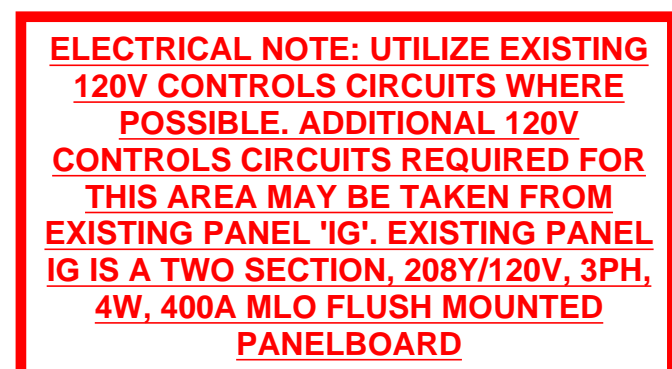 ELECTRICAL NOTE: UTILIZE EXISTING
120V CONTROLS CIRCUITS WHERE
POSSIBLE. ADDITIONAL 120V
CONTROLS CIRCUITS REQUIRED FOR
THIS AREA MAY BE TAKEN FROM
EXISTING PANEL 'IG'. EXISTING PANEL
IG IS A TWO SECTION, 208Y/120V, 3PH,
4W, 400A MLO FLUSH MOUNTED
PANELBOARD